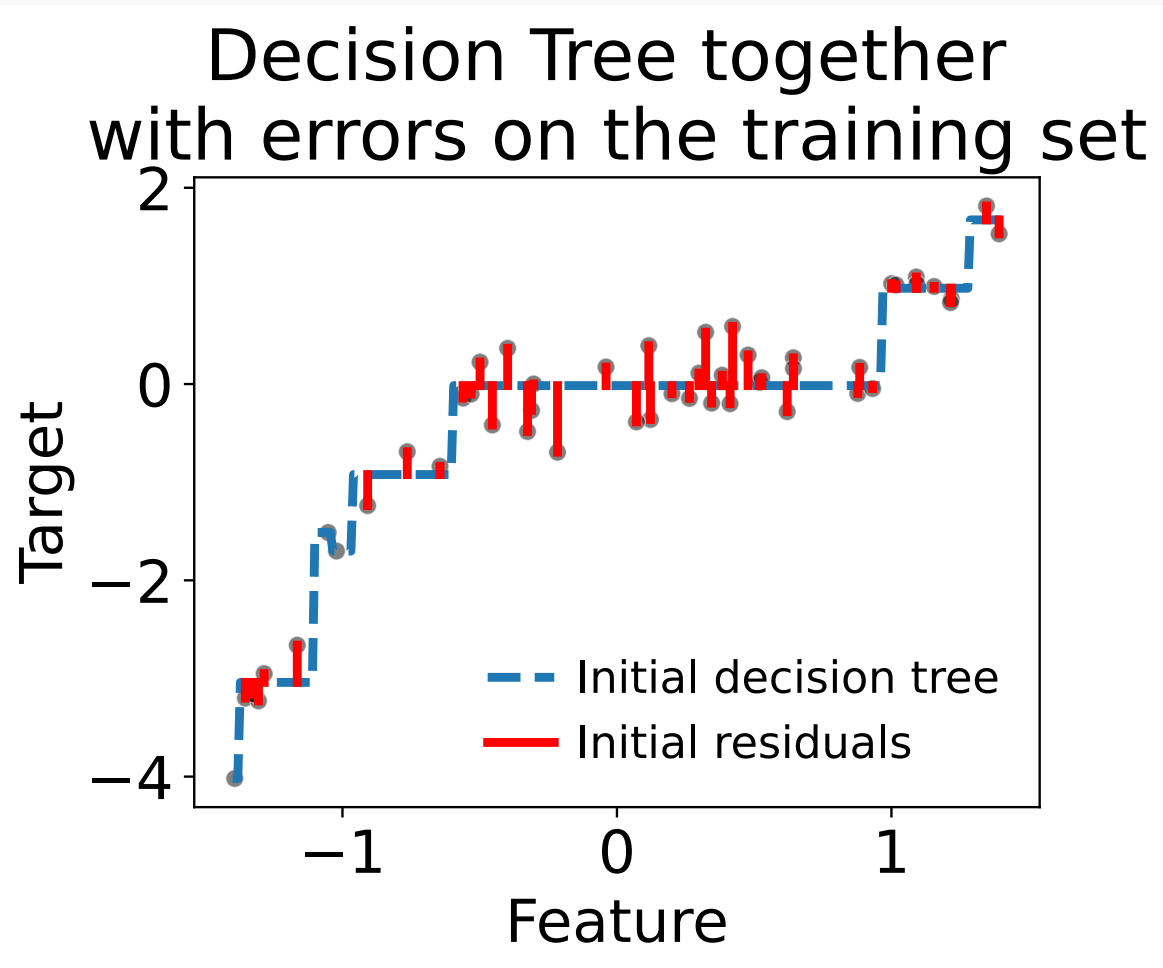 Decision Tree together
with errors on the training set
2
0
−2
−4
Target
Initial decision tree
Initial residuals
−1
0
1
Feature